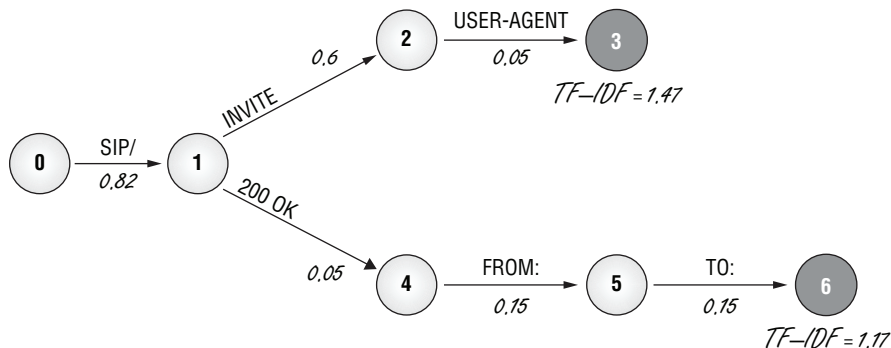 0
SIP/
0.82
1
INVITE
0.6
2
USER-AGENT
0.05
3
TF–IDF = 1.47
200 OK
0.05
4
FROM:
0.15
5
TO:
0.15
6
TF–IDF = 1.17